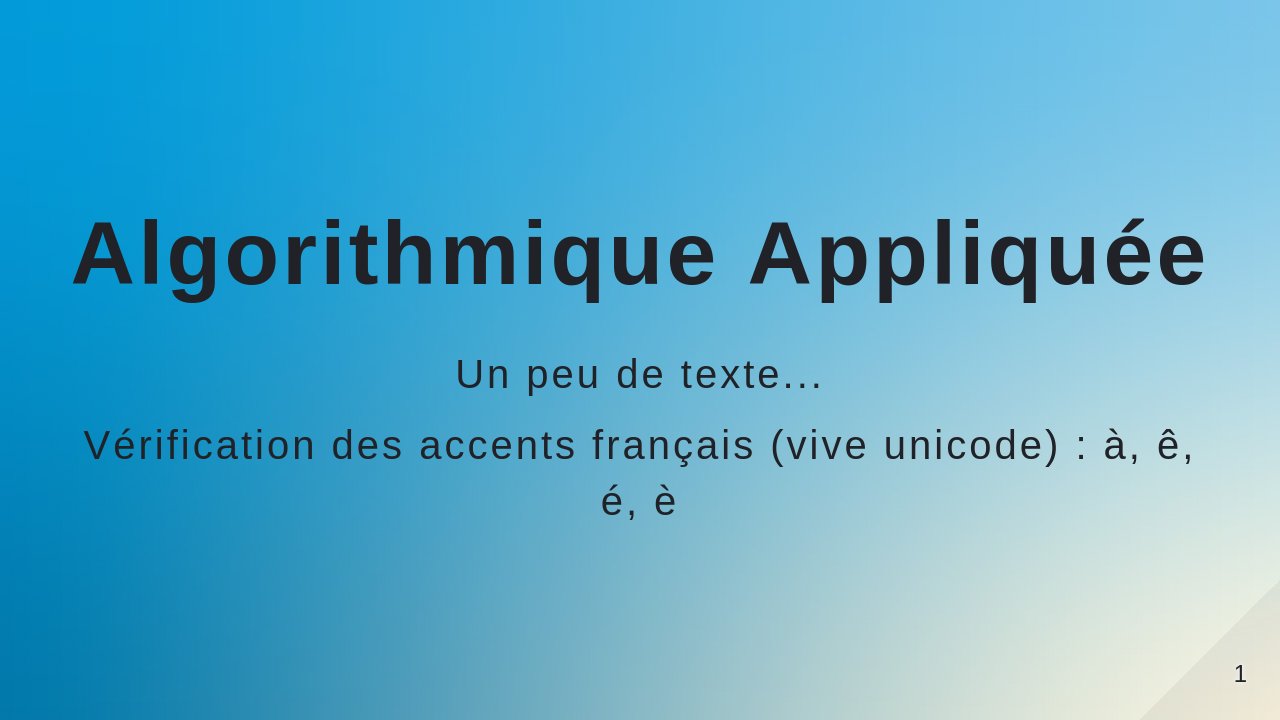 Algorithmique Appliquée
Un peu de texte...
Vérification des accents français (vive unicode) : à, ê,
é, è
1